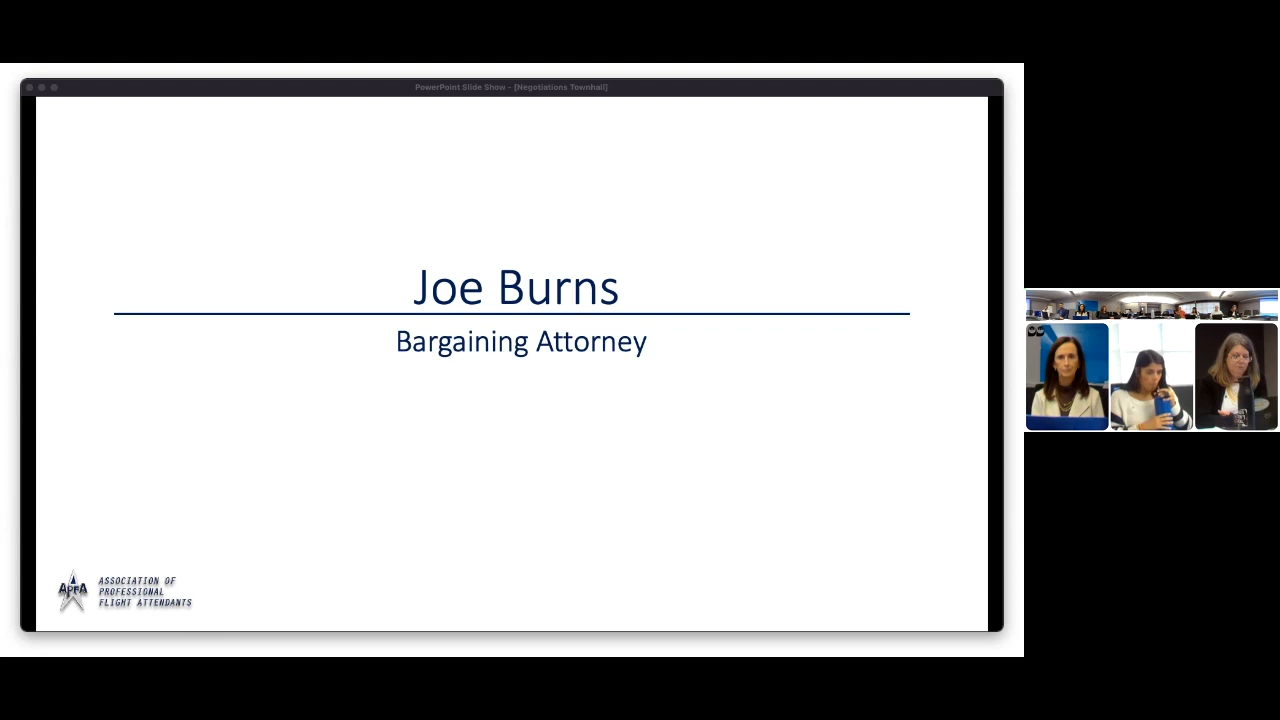 PowerPoint Slide Show - [Negotiations Townhall]
Joe Burns
Bargaining Attorney
APFA
ASSOCIATION OF
PROFESSIONAL
FLIGHT ATTENDANTS